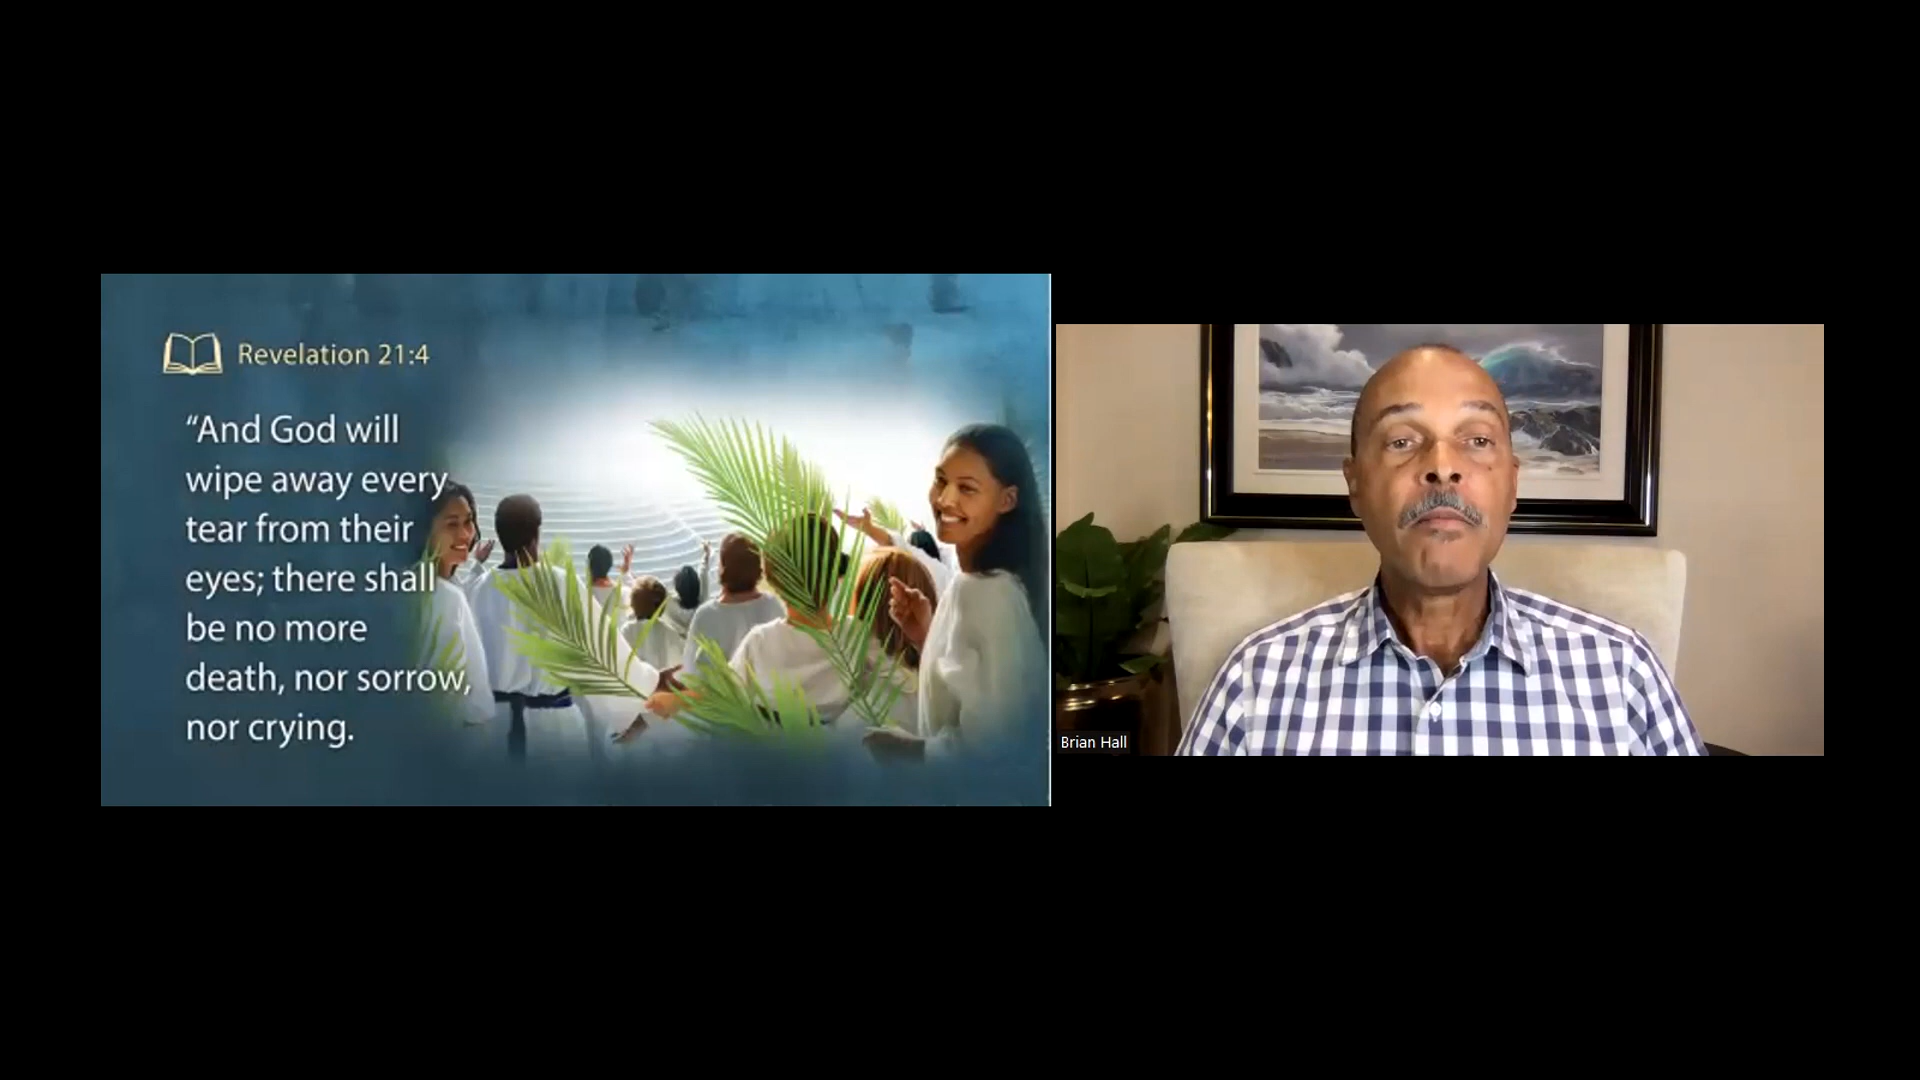 Revelation 21:4
“And God will
wipe away every
tear from their
eyes; there shall
be no more
death, nor sorrow,
nor crying.
Brian Hall